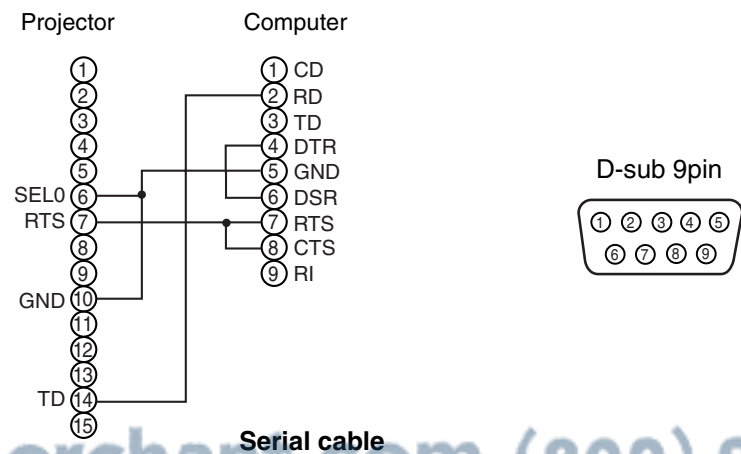 Projector Computer
1 1 CD
2 2 RD
3 3 TD
4 4 DTR
5 5 GND
SEL0 6 6 DSR
RTS 7 7 RTS
8 8 CTS
9 9 RI
GND 10
11
12
13
TD 14
15
D-sub 9pin
1 2 3 4 5
6 7 8 9
Serial cable